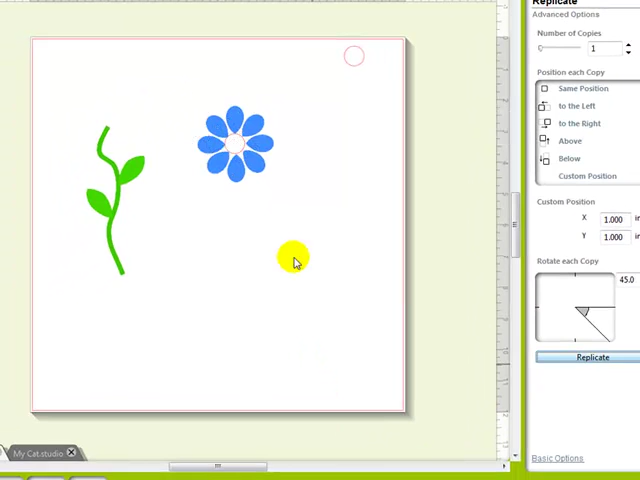 Replicate
Advanced Options
Number of Copies
1
Position each Copy
Same Position
to the Left
to the Right
Above
Below
Custom Position
Custom Position
X 1.000 in
Y 1.000 in
Rotate each Copy
45.0
Replicate
My Cat.studio
Basic Options